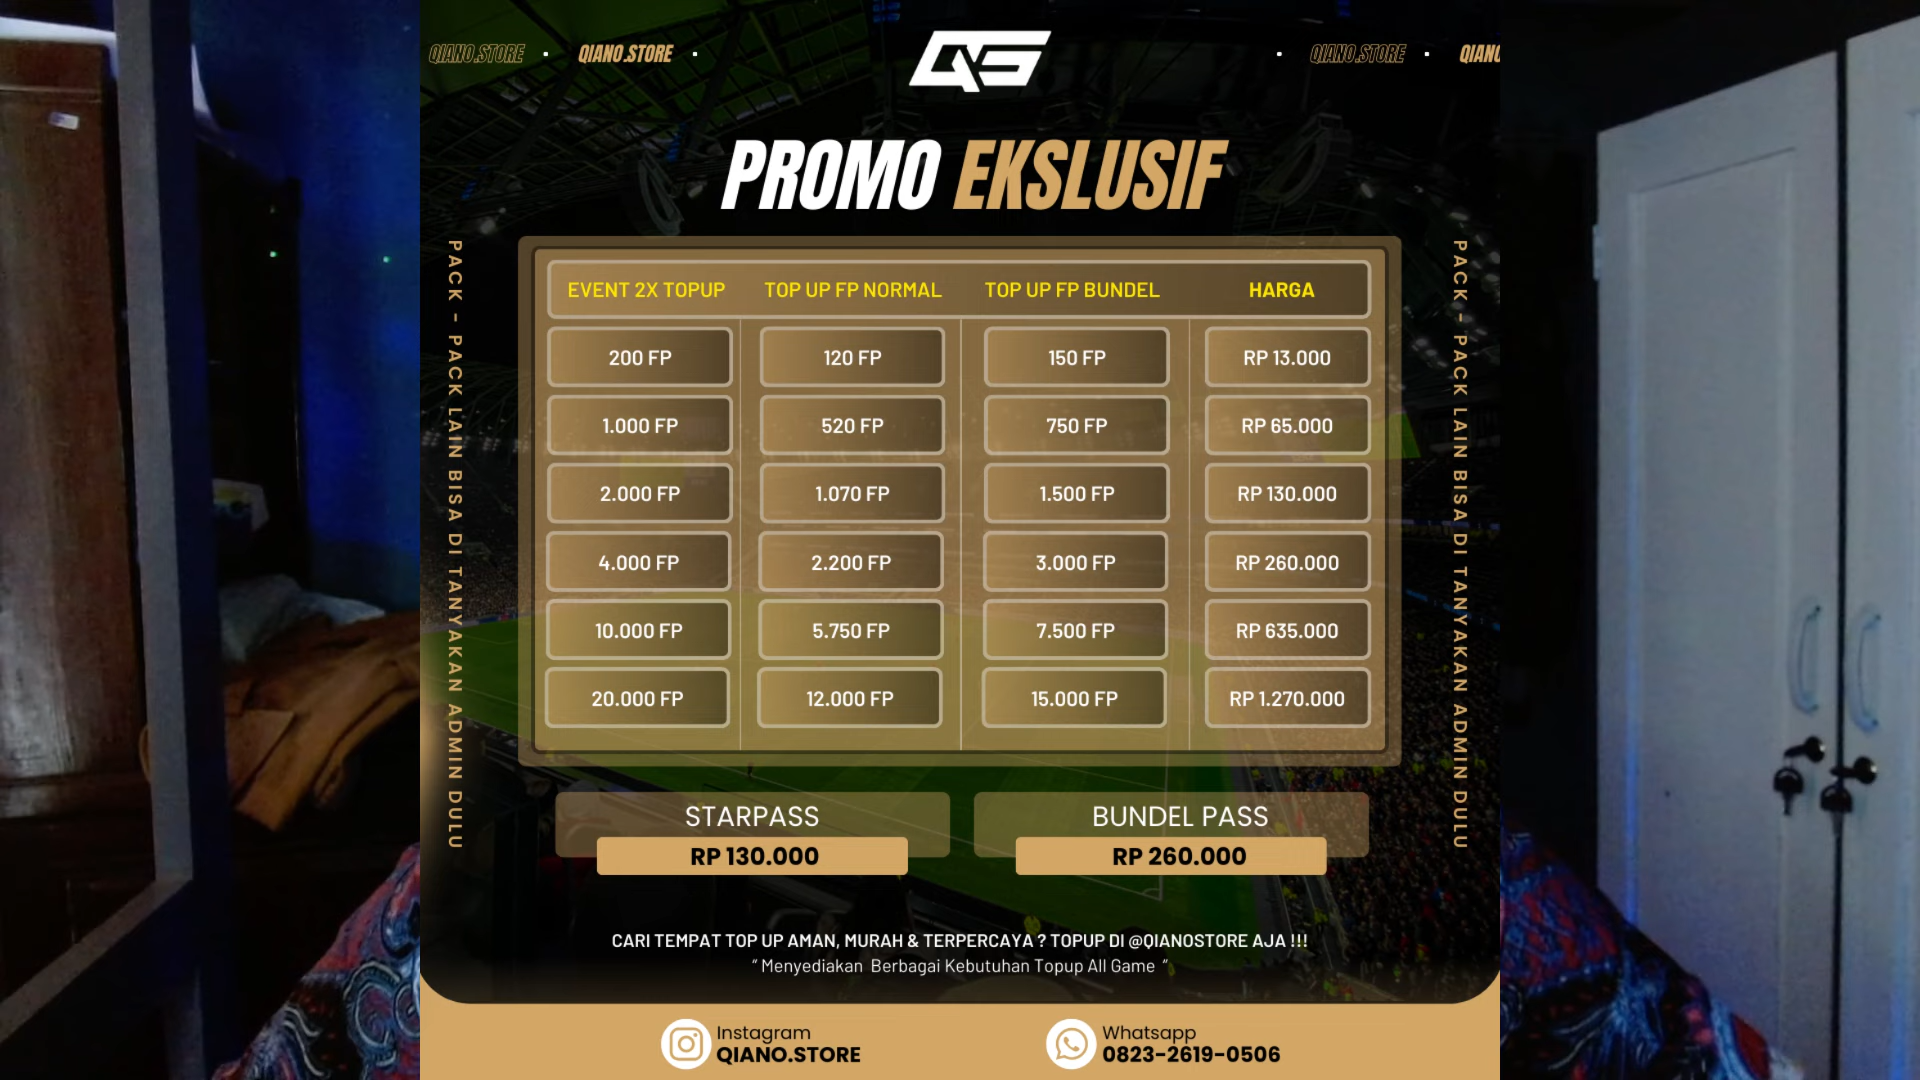 QIANO.STORE • QIANO.STORE • QS • QIANO.STORE • QIANO
PROMO EKSLUSIF
PACK - PACK LAIN BISA DI TANYAKAN ADMIN DULU
EVENT 2X TOPUP TOP UP FP NORMAL TOP UP FP BUNDEL HARGA
200 FP 120 FP 150 FP RP 13.000
1.000 FP 520 FP 750 FP RP 65.000
2.000 FP 1.070 FP 1.500 FP RP 130.000
4.000 FP 2.200 FP 3.000 FP RP 260.000
10.000 FP 5.750 FP 7.500 FP RP 635.000
20.000 FP 12.000 FP 15.000 FP RP 1.270.000
PACK - PACK LAIN BISA DI TANYAKAN ADMIN DULU
STARPASS BUNDEL PASS
RP 130.000 RP 260.000
CARI TEMPAT TOP UP AMAN, MURAH & TERPERCAYA ? TOPUP DI @QIANOSTORE AJA !!!
" Menyediakan Berbagai Kebutuhan Topup All Game "
Instagram Whatsapp
QIANO.STORE 0823-2619-0506